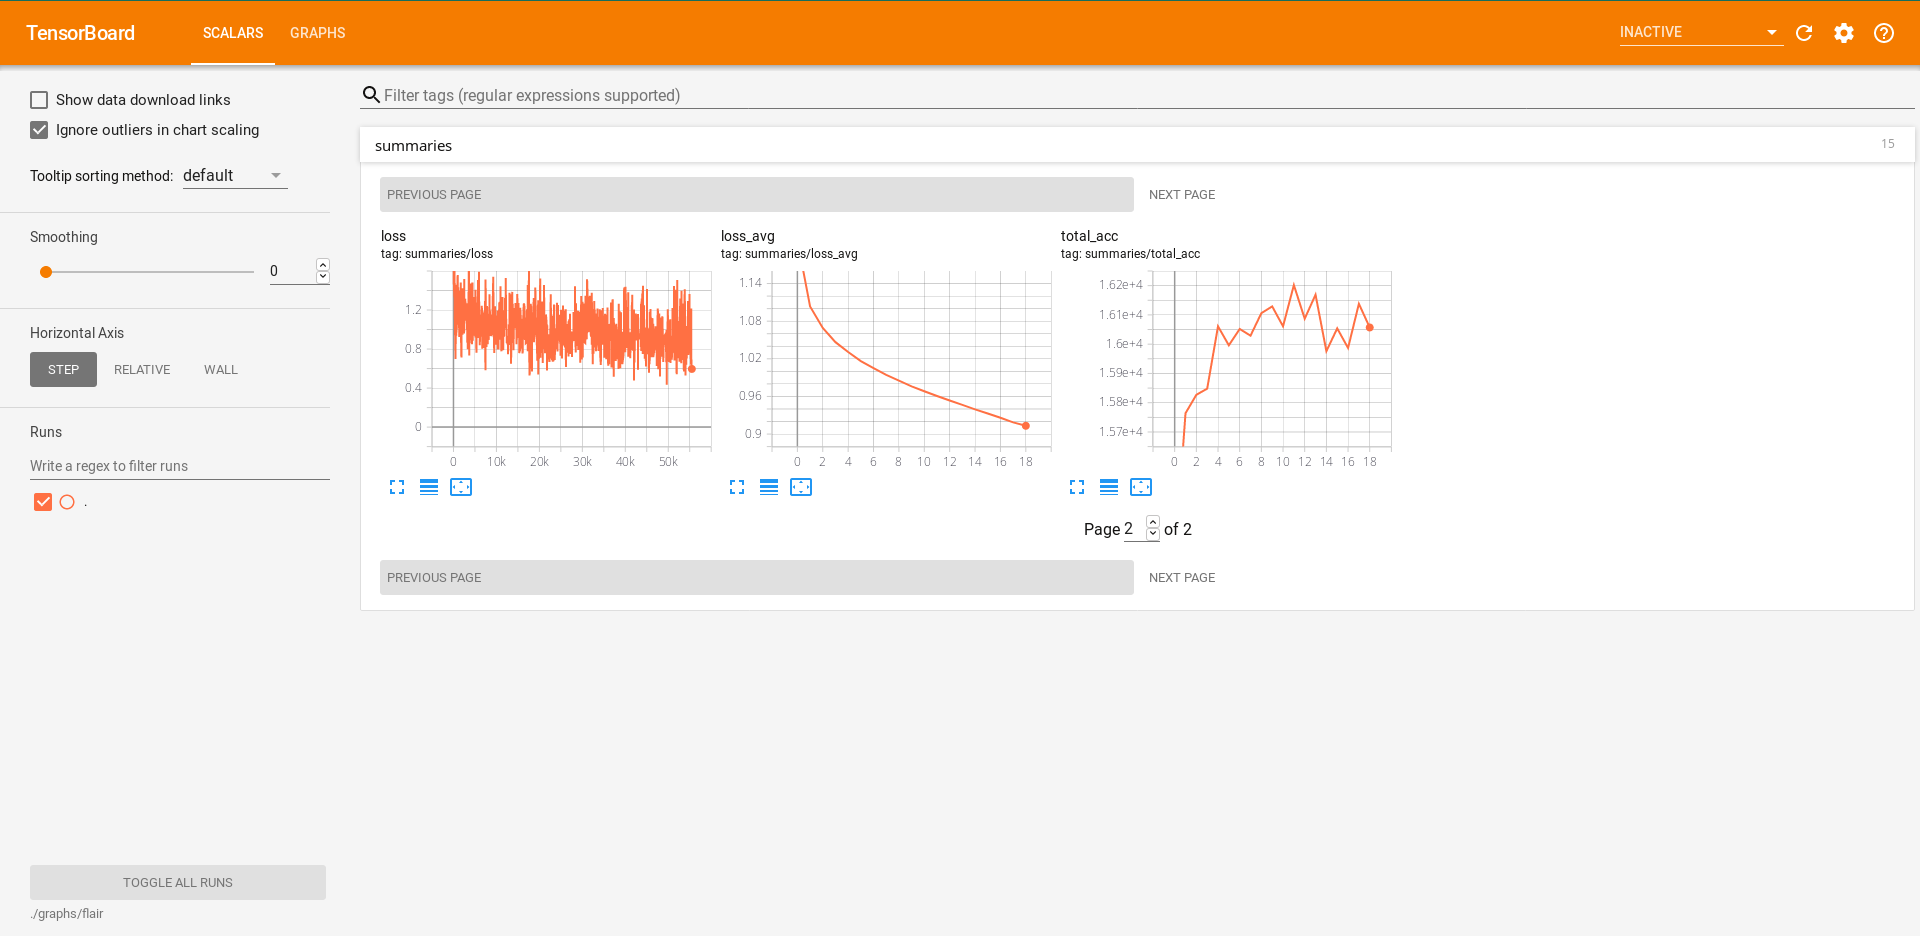 TensorBoard SCALARS GRAPHS INACTIVE
Show data download links
Ignore outliers in chart scaling
Tooltip sorting method: default
Smoothing
0
Horizontal Axis
STEP RELATIVE WALL
Runs
Write a regex to filter runs
.
TOGGLE ALL RUNS
./graphs/flair
Filter tags (regular expressions supported)
summaries 15
PREVIOUS PAGE NEXT PAGE
loss
tag: summaries/loss
1.2
0.8
0.4
0
0 10k 20k 30k 40k 50k
loss_avg
tag: summaries/loss_avg
1.14
1.08
1.02
0.96
0.9
0 2 4 6 8 10 12 14 16 18
total_acc
tag: summaries/total_acc
1.62e+4
1.61e+4
1.6e+4
1.59e+4
1.58e+4
1.57e+4
0 2 4 6 8 10 12 14 16 18
Page 2 of 2
PREVIOUS PAGE NEXT PAGE